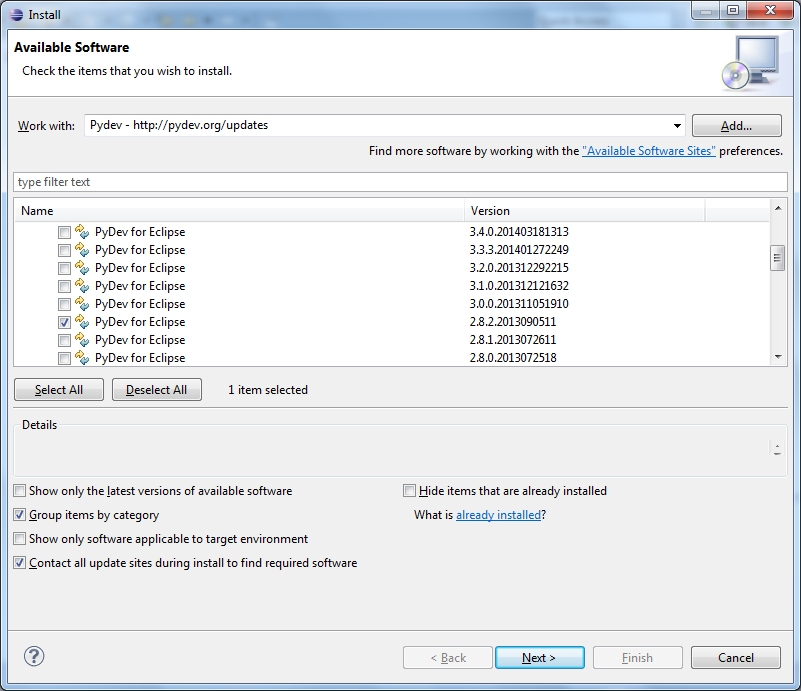 Install
Available Software
Check the items that you wish to install.
Work with: Pydev - http://pydev.org/updates Add...
Find more software by working with the "Available Software Sites" preferences.
type filter text
Name Version
PyDev for Eclipse 3.4.0.201403181313
PyDev for Eclipse 3.3.3.201401272249
PyDev for Eclipse 3.2.0.201312292215
PyDev for Eclipse 3.1.0.201312121632
PyDev for Eclipse 3.0.0.201311051910
PyDev for Eclipse 2.8.2.2013090511
PyDev for Eclipse 2.8.1.2013072611
PyDev for Eclipse 2.8.0.2013072518
Select All Deselect All 1 item selected
Details
Show only the latest versions of available software Hide items that are already installed
Group items by category What is already installed?
Show only software applicable to target environment
Contact all update sites during install to find required software
? < Back Next > Finish Cancel